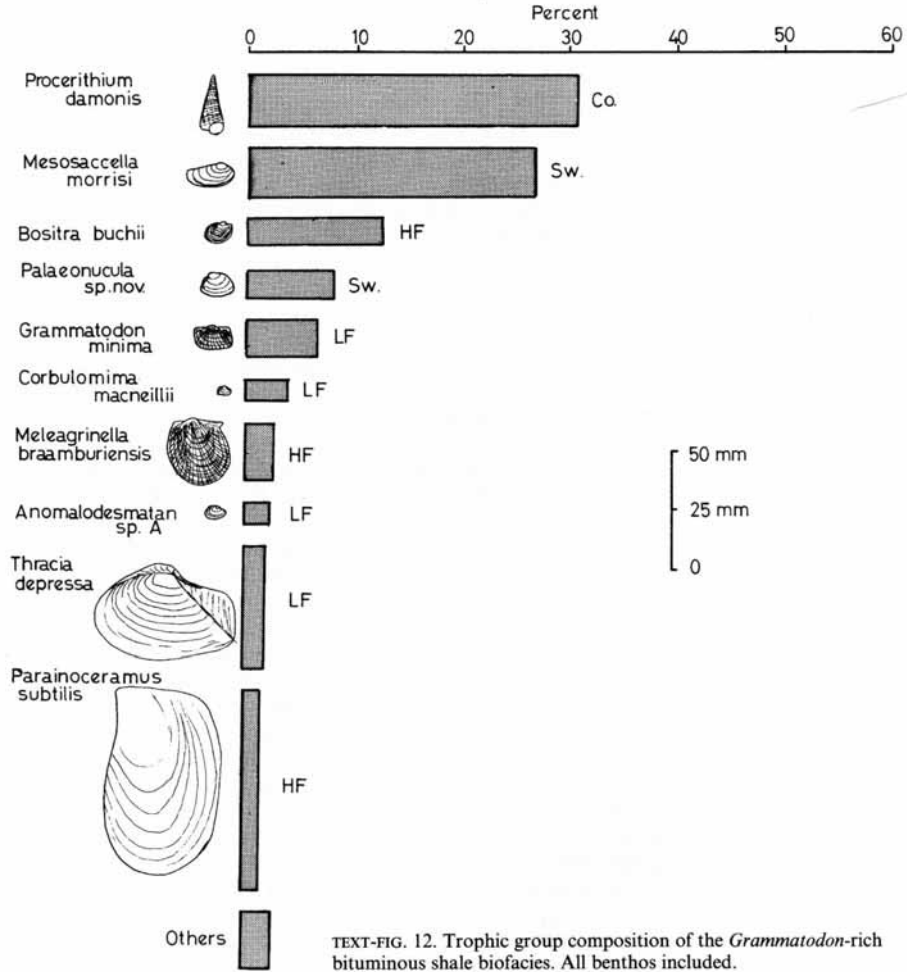 Percent
0 10 20 30 40 50 60
Procerithium
damonis
Co.
Mesosaccella
morrisi
Sw.
Bositra buchii
HF
Palaeonucula
sp.nov.
Sw.
Grammatodon
minima
LF
Corbulomima
macneillii
LF
Meleagrinella
braamburiensis
HF
50 mm
25 mm
0
Anomalodesmatan
sp. A
LF
Thracia
depressa
LF
Parainoceramus
subtilis
HF
Others
TEXT-FIG. 12. Trophic group composition of the Grammatodon-rich
bituminous shale biofacies. All benthos included.